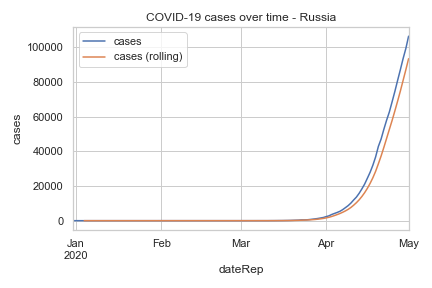 COVID-19 cases over time - Russia
cases
cases (rolling)
100000
80000
60000
40000
20000
0
cases
Jan
2020
Feb
Mar
Apr
May
dateRep